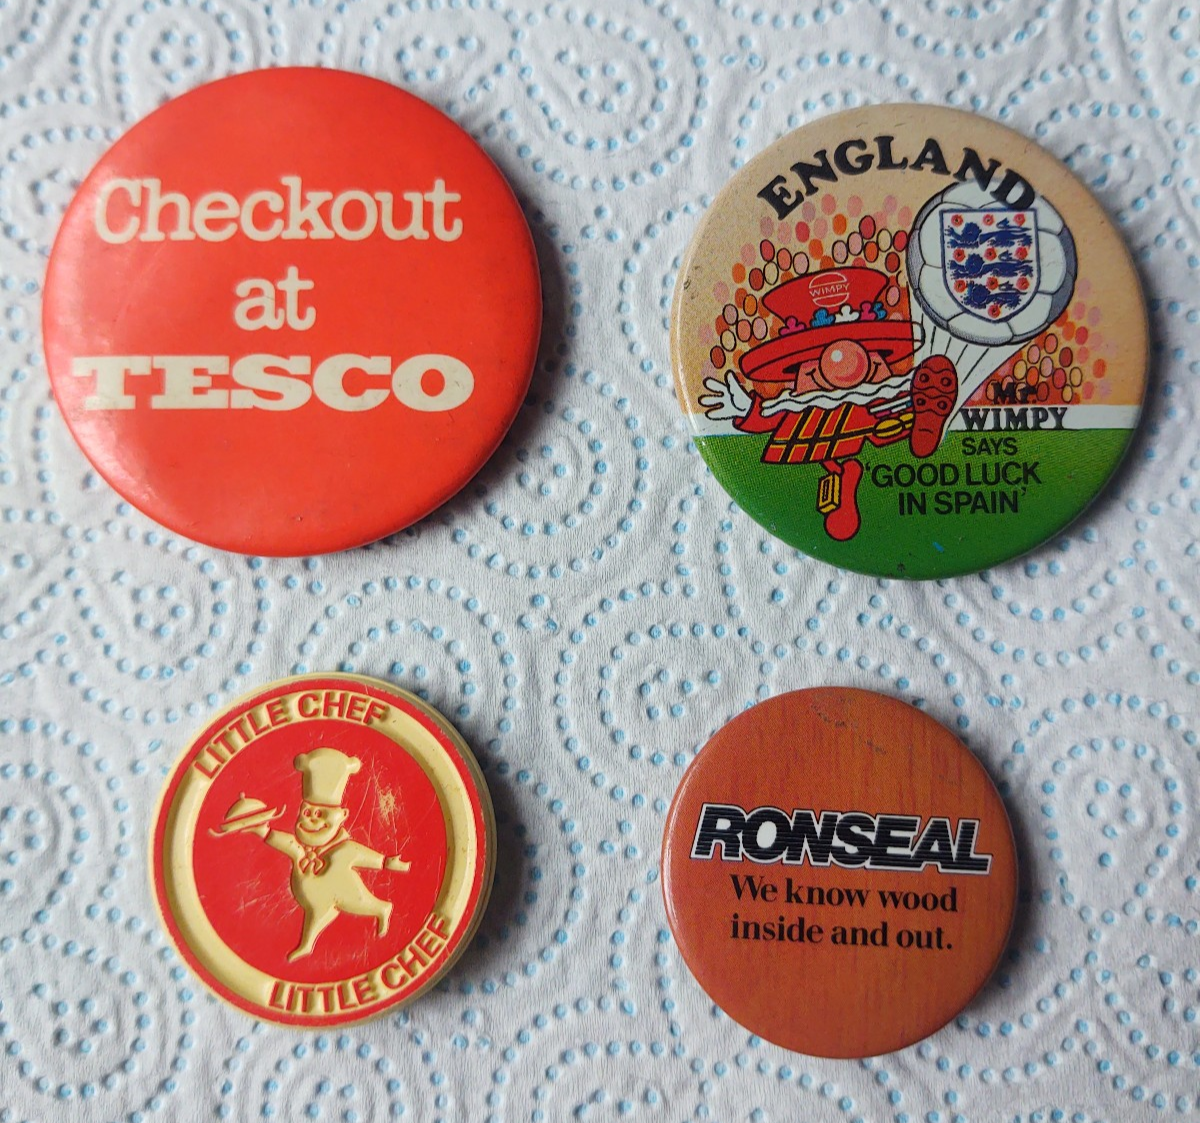 Checkout
at
TESCO
ENGLAND
WIMPY
Mr
WIMPY
SAYS
'GOOD LUCK
IN SPAIN'
LITTLE CHEF
LITTLE CHEF
RONSEAL
We know wood
inside and out.